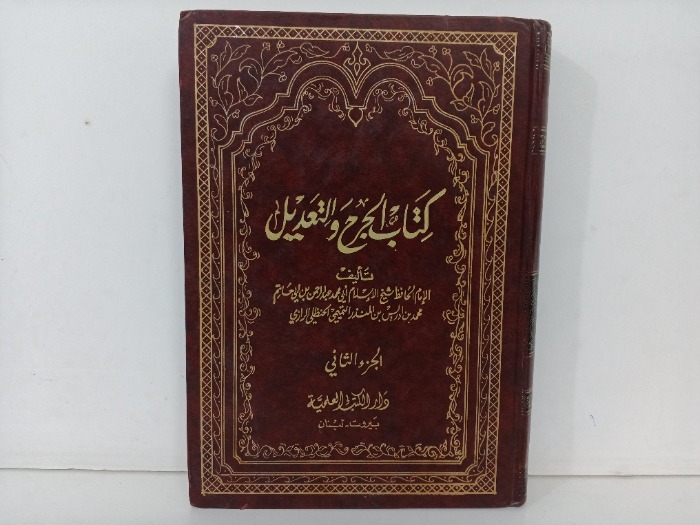 كتاب الجرح والتعديل
تأليف
الإمام الحافظ شيخ الإسلام أبي محمد عبد الرحمن بن أبي حاتم
محمد بن إدريس بن المنذر التميمي الحنظلي الرازي
الجزء الثاني
دار الكتب العلمية
بيروت - لبنان